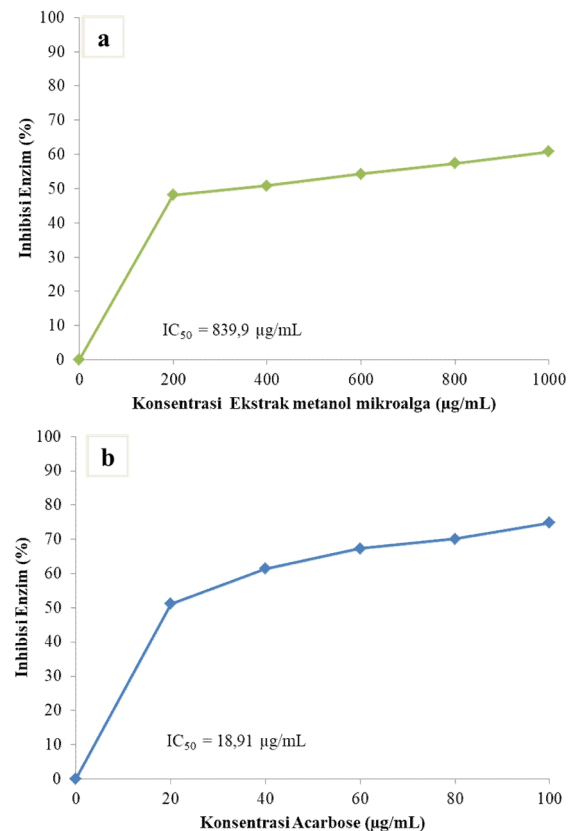 a
100
90
80
70
60
50
40
30
20
10
0
Inhibisi Enzim (%)
IC₅₀ = 839,9 µg/mL
0 200 400 600 800 1000
Konsentrasi Ekstrak metanol mikroalga (µg/mL)
b
100
90
80
70
60
50
40
30
20
10
0
Inhibisi Enzim (%)
IC₅₀ = 18,91 µg/mL
0 20 40 60 80 100
Konsentrasi Acarbose (µg/mL)